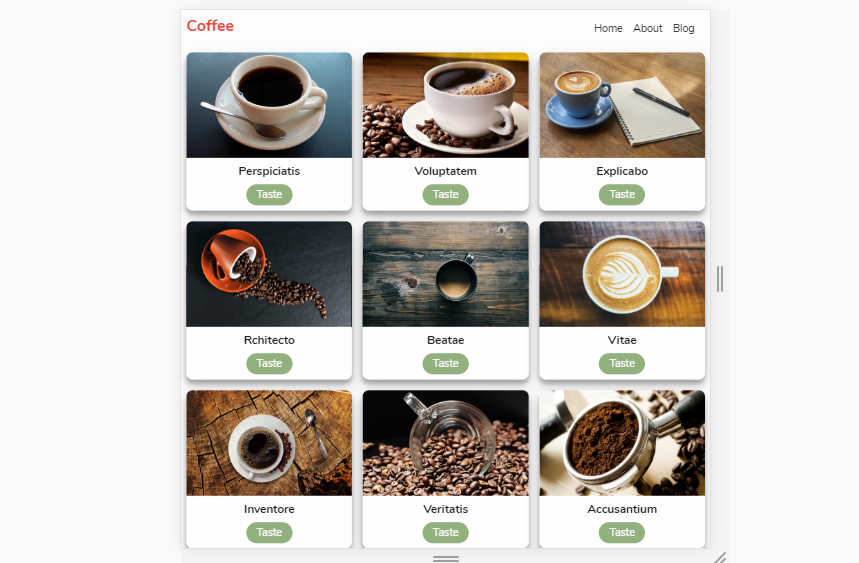 Coffee
Home About Blog
Perspiciatis Voluptatem Explicabo
Taste Taste Taste
Rchitecto Beatae Vitae
Taste Taste Taste
Inventore Veritatis Accusantium
Taste Taste Taste